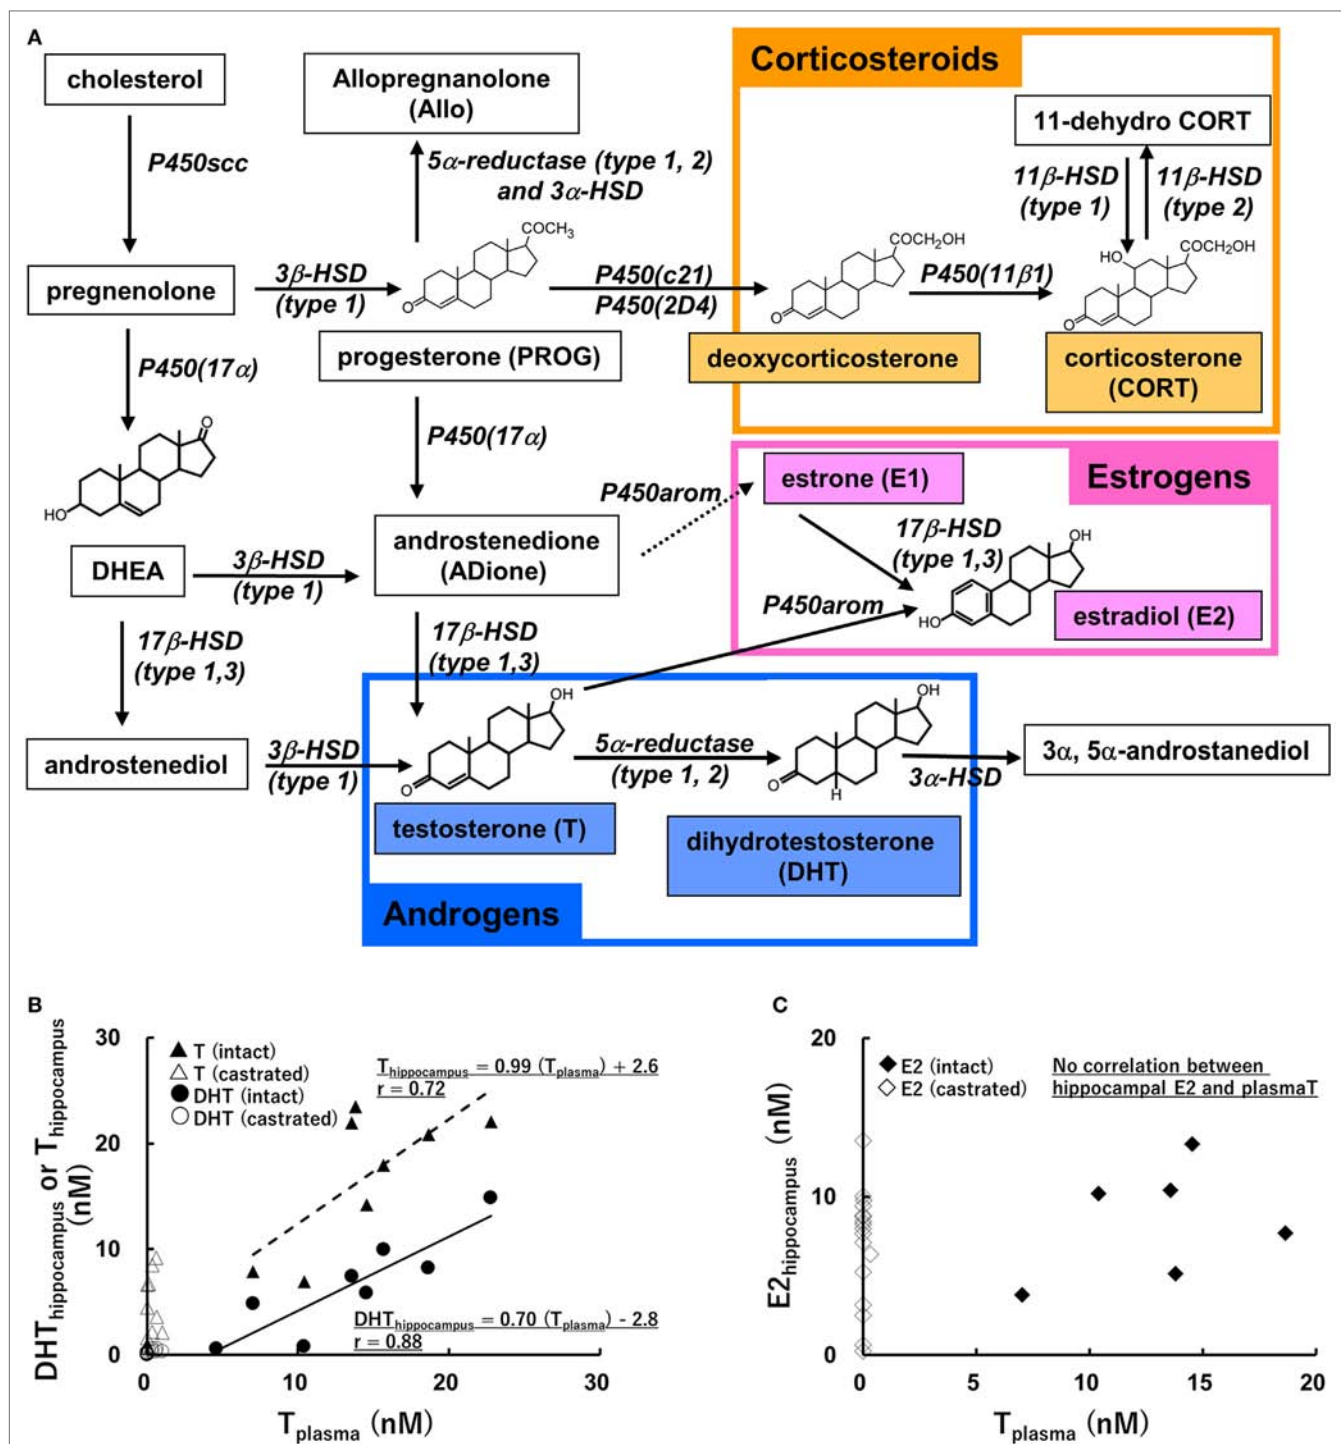 A
cholesterol
P450scc
pregnenolone
P450(17α)
HO
O
DHEA
17β-HSD
(type 1,3)
androstenediol
Allopregnanolone
(Allo)
5α-reductase (type 1, 2)
and 3α-HSD
3β-HSD
(type 1)
COCH3
O
progesterone (PROG)
P450(c21)
P450(2D4)
P450(17α)
3β-HSD
(type 1)
androstenedione
(ADione)
17β-HSD
(type 1,3)
Corticosteroids
11-dehydro CORT
11β-HSD
(type 1)
11β-HSD
(type 2)
COCH2OH
O
deoxycorticosterone
P450(11β1)
HO
COCH2OH
O
corticosterone
(CORT)
Estrogens
P450arom
estrone (E1)
17β-HSD
(type 1,3)
P450arom
OH
HO
estradiol (E2)
3β-HSD
(type 1)
OH
O
testosterone (T)
5α-reductase
(type 1, 2)
OH
O
H
dihydrotestosterone
(DHT)
3α-HSD
3α, 5α-androstanediol
Androgens
B
DHThippocampus or Thippocampus
(nM)
30
20
10
0
T (intact)
T (castrated)
DHT (intact)
DHT (castrated)
Thippocampus = 0.99 (Tplasma) + 2.6
r = 0.72
DHThippocampus = 0.70 (Tplasma) - 2.8
r = 0.88
0 10 20 30
Tplasma (nM)
C
E2hippocampus (nM)
20
10
0
E2 (intact)
E2 (castrated)
No correlation between
hippocampal E2 and plasmaT
0 5 10 15 20
Tplasma (nM)